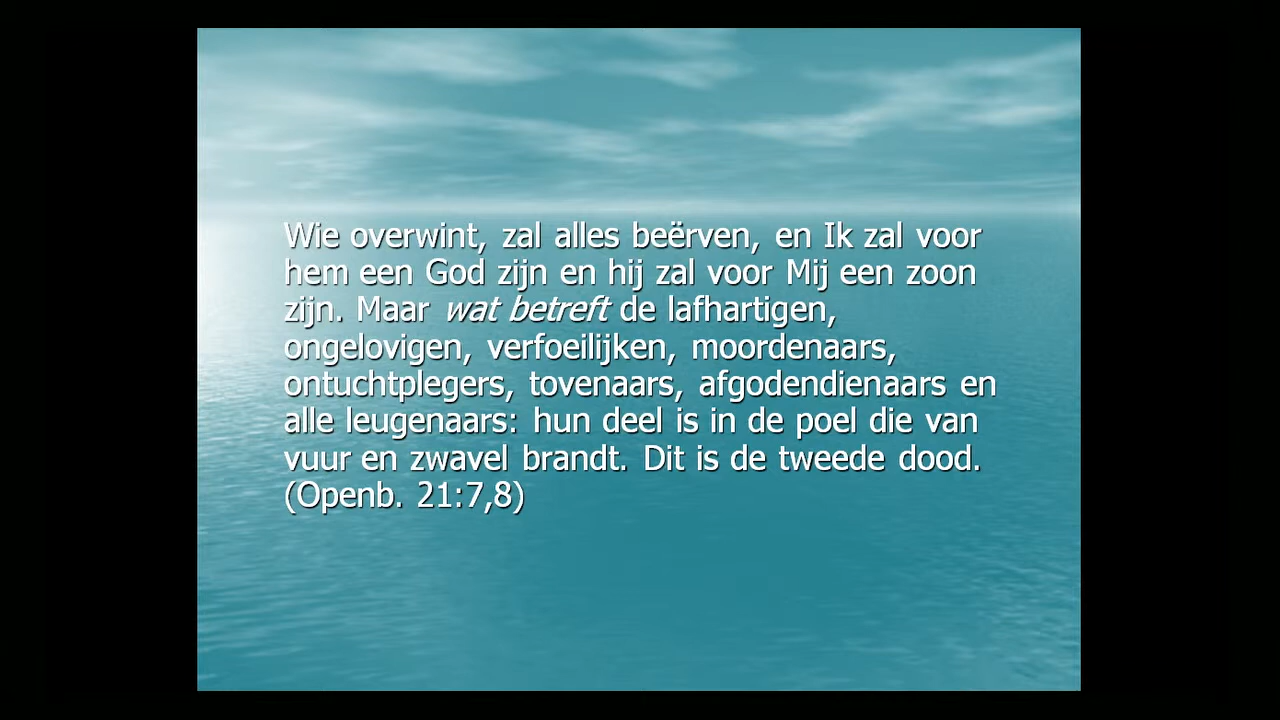 Wie overwint, zal alles beërven, en Ik zal voor
hem een God zijn en hij zal voor Mij een zoon
zijn. Maar wat betreft de lafhartigen,
ongelovigen, verfoeilijken, moordenaars,
ontuchtplegers, tovenaars, afgodendienaars en
alle leugenaars: hun deel is in de poel die van
vuur en zwavel brandt. Dit is de tweede dood.
(Openb. 21:7,8)